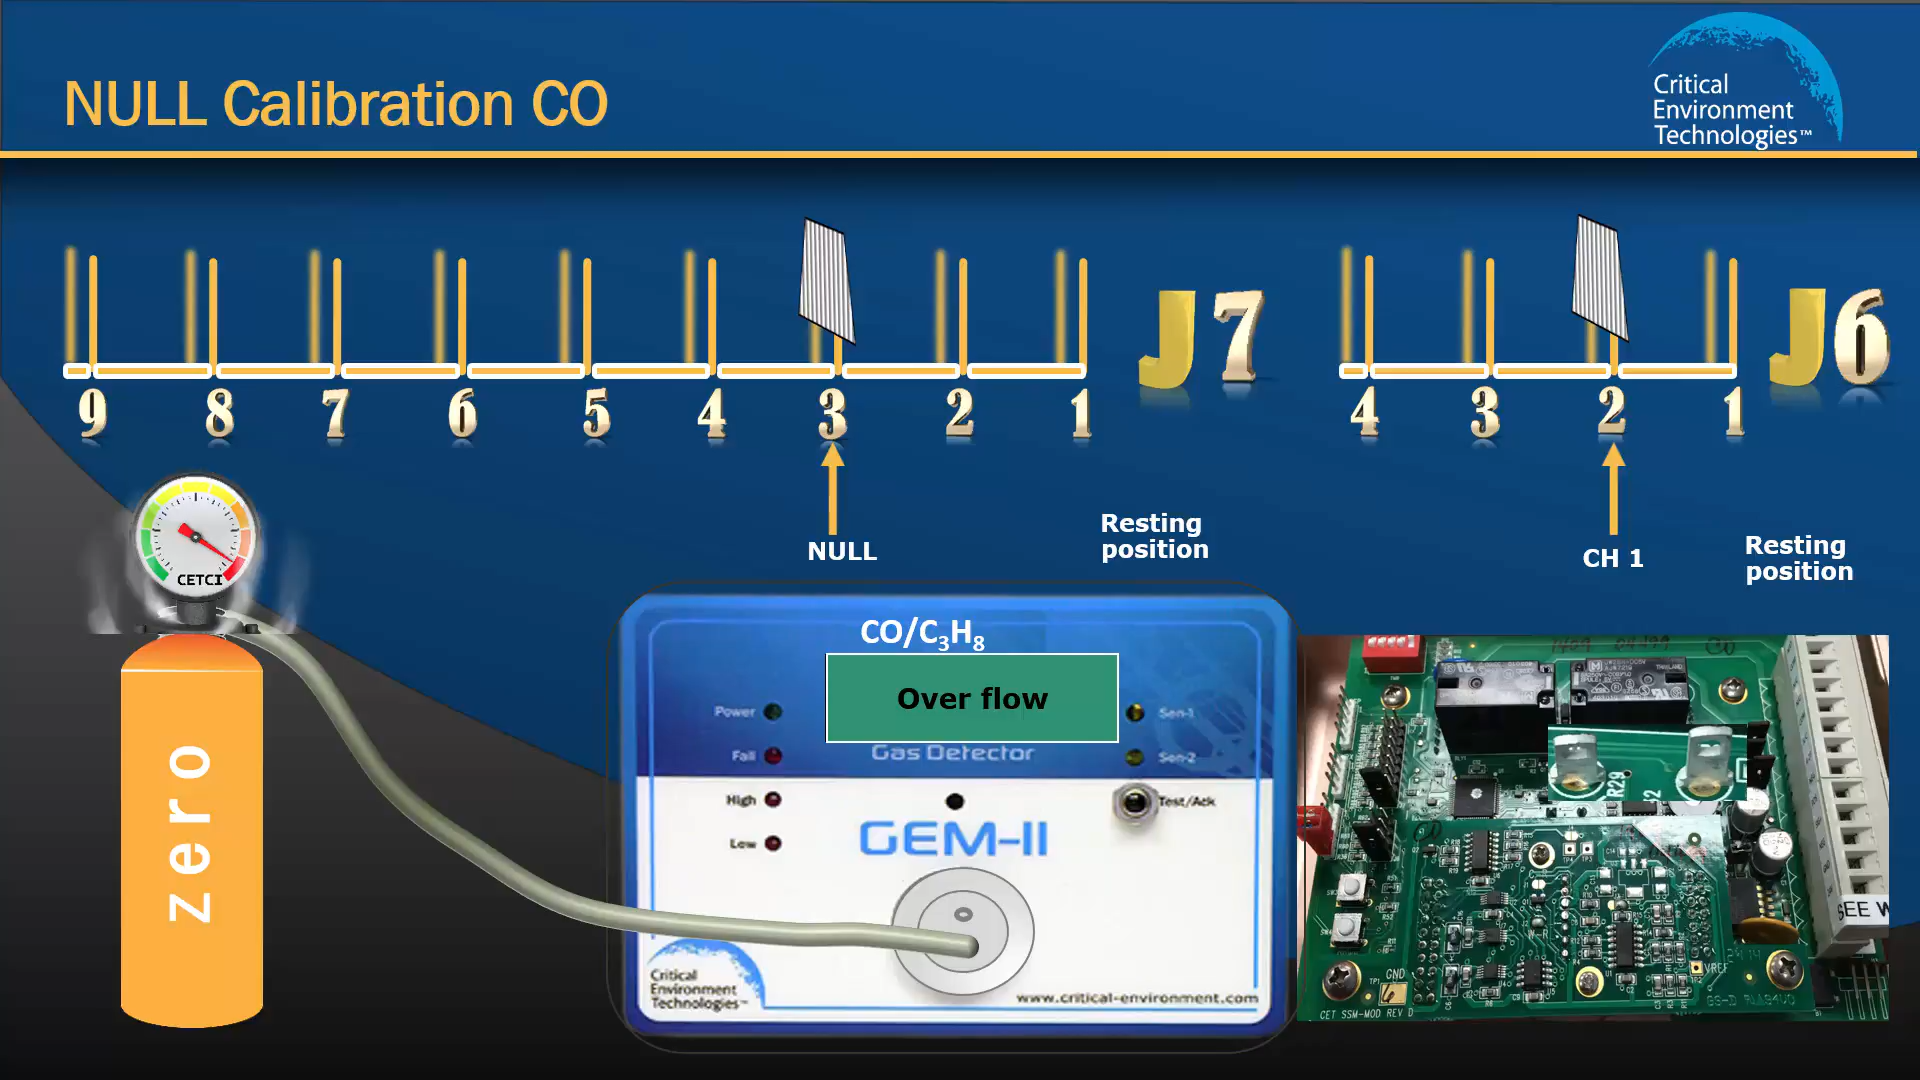 NULL Calibration CO
Critical
Environment
Technologies™
9 8 7 6 5 4 3 2 1
J7
4 3 2 1
J6
NULL
Resting
position
CH 1
Resting
position
CETCI
zero
CO/C₃H₈
Over flow
Power
Sen-1
Gas Detector
Fail
Sen-2
High
Test/Ack
GEM-II
Low
Critical
Environment
Technologies™
www.critical-environment.com
R29
SEE W
GND
TP1
VREF
CET SSM-MOD REV D